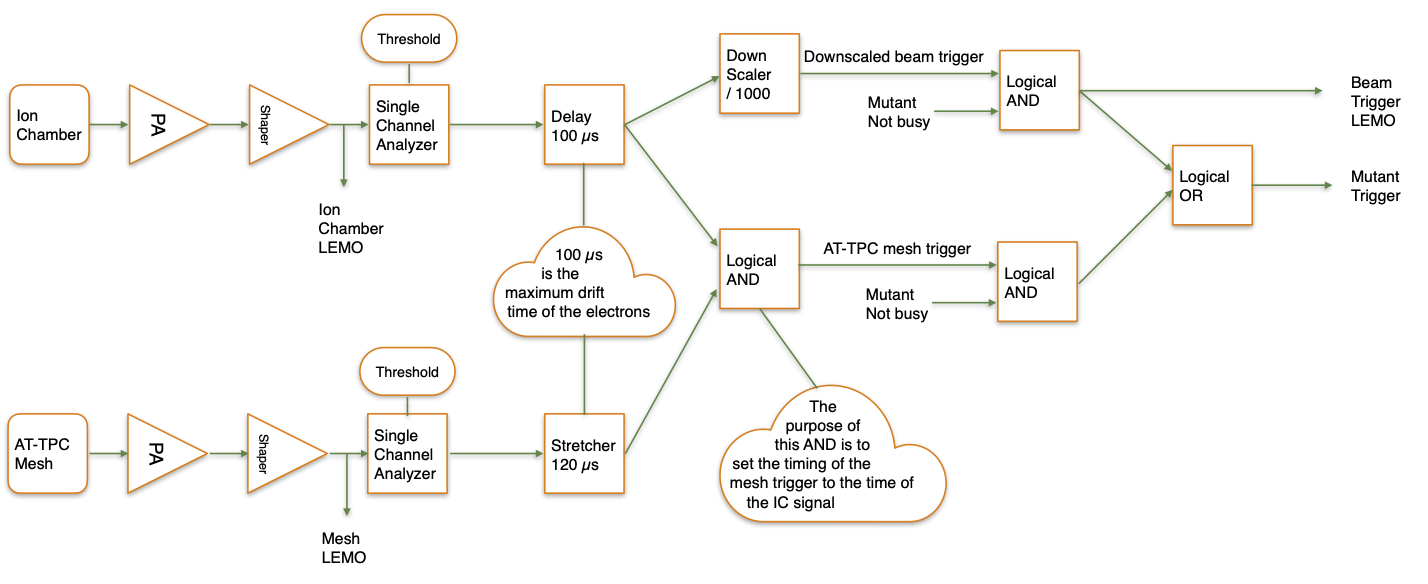 Threshold
Ion
Chamber
PA
Shaper
Single
Channel
Analyzer
Ion
Chamber
LEMO
Delay
100 µs
Down
Scaler
/ 1000
Downscaled beam trigger
Mutant
Not busy
Logical
AND
Beam
Trigger
LEMO
Logical
OR
Mutant
Trigger
100 µs
is the
maximum drift
time of the electrons
Logical
AND
AT-TPC mesh trigger
Mutant
Not busy
Logical
AND
Threshold
AT-TPC
Mesh
PA
Shaper
Single
Channel
Analyzer
Mesh
LEMO
Stretcher
120 µs
The
purpose of
this AND is to
set the timing of the
mesh trigger to the time of
the IC signal